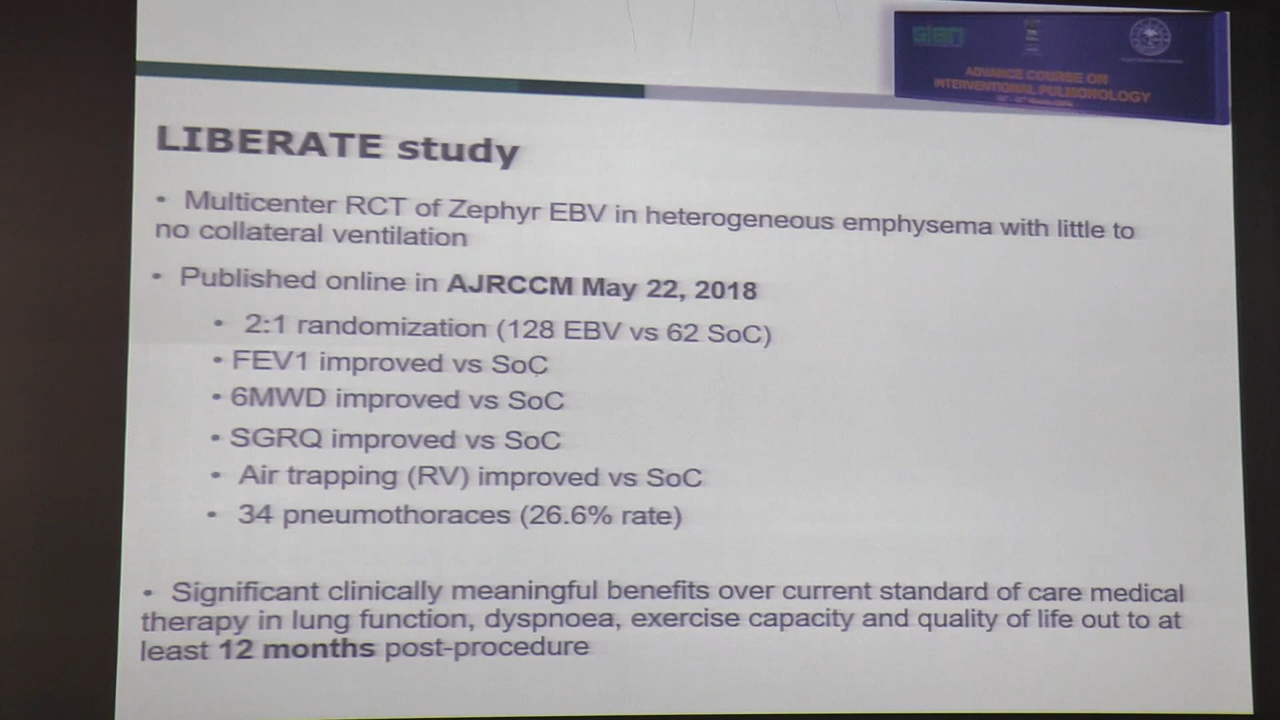 GIAN
ADVANCE COURSE ON
INTERVENTIONAL PULMONOLOGY
LIBERATE study
• Multicenter RCT of Zephyr EBV in heterogeneous emphysema with little to
no collateral ventilation
• Published online in AJRCCM May 22, 2018
• 2:1 randomization (128 EBV vs 62 SoC)
• FEV1 improved vs SoC
• 6MWD improved vs SoC
• SGRQ improved vs SoC
• Air trapping (RV) improved vs SoC
• 34 pneumothoraces (26.6% rate)
• Significant clinically meaningful benefits over current standard of care medical
therapy in lung function, dyspnoea, exercise capacity and quality of life out to at
least 12 months post-procedure